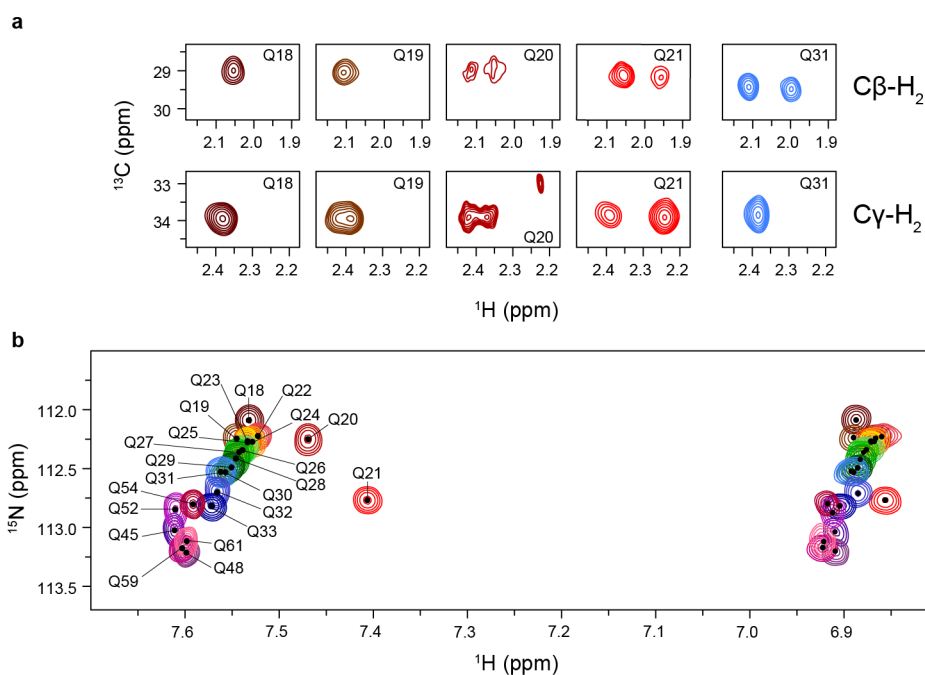 a
Q18 Q19 Q20 Q21 Q31
29
30
Cβ-H2
2.1 2.0 1.9 2.1 2.0 1.9 2.1 2.0 1.9 2.1 2.0 1.9 2.1 2.0 1.9
13C (ppm)
Q18 Q19 Q20 Q21 Q31
33
34
Cγ-H2
2.4 2.3 2.2 2.4 2.3 2.2 2.4 2.3 2.2 2.4 2.3 2.2 2.4 2.3 2.2
1H (ppm)
b
Q23 Q18 Q22
Q19 Q24 Q20
Q27 Q25 Q26
Q29 Q28
Q31 Q30 Q21
Q54 Q32
Q52 Q33
Q45 Q61
Q59 Q48
112.0
112.5
113.0
113.5
15N (ppm)
7.6 7.5 7.4 7.3 7.2 7.1 7.0 6.9
1H (ppm)